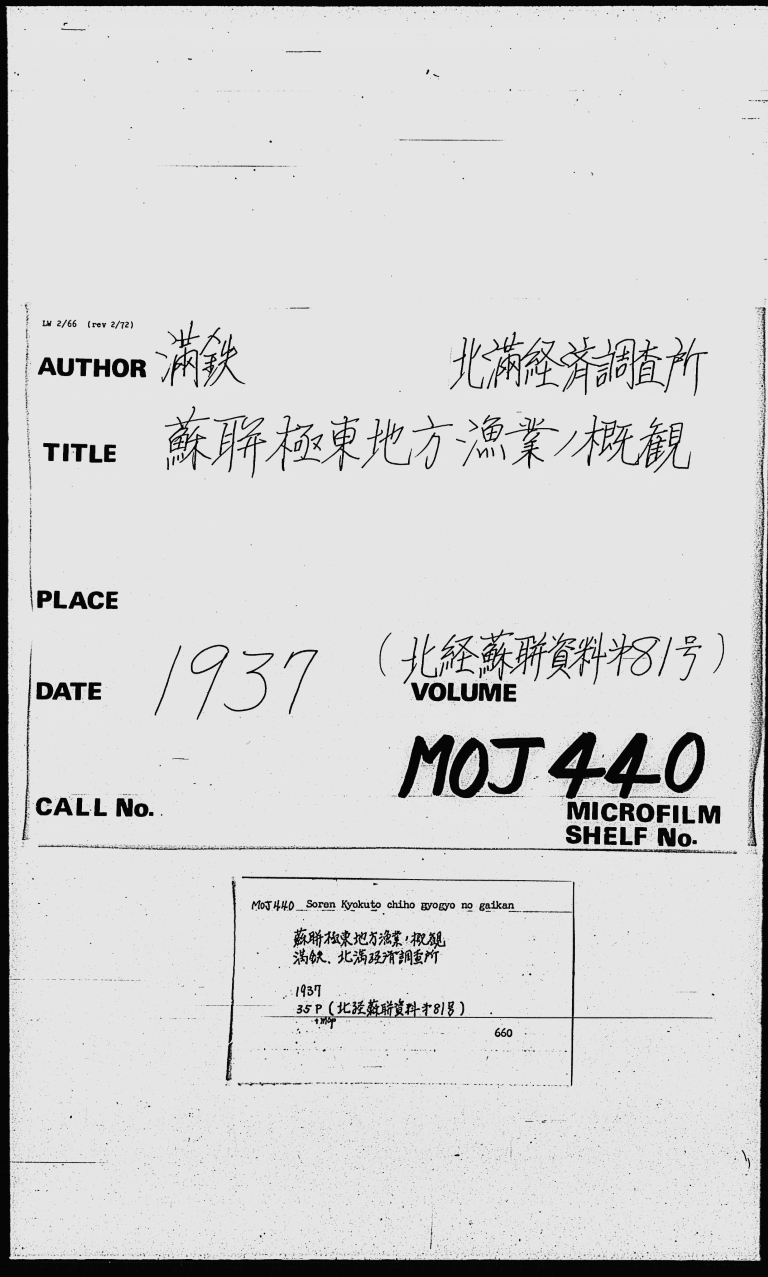 LW 2/66 (rev 2/72)
AUTHOR 満鉄 北満経済調査所
TITLE 蘇聯極東地方漁業ノ概観
PLACE
DATE 1937 (北経蘇聯資料㐧81号)
VOLUME
MOJ 440
CALL No.
MICROFILM
SHELF No.
MOJ 440 Soren Kyokuto chiho gyogyo no gaikan
蘇聯極東地方漁業ノ概観
満鉄、北満経済調査所
1937
35 P (北経蘇聯資料㐧81号)
+map
660